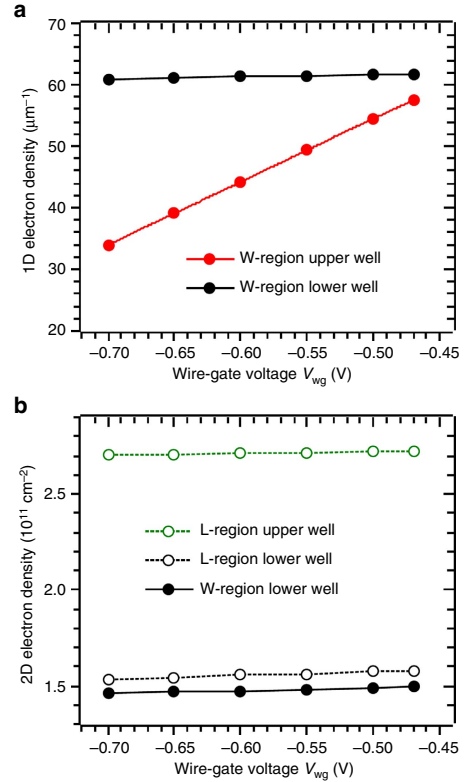 a
70
60
50
40
30
20
1D electron density (μm⁻¹)
W-region upper well
W-region lower well
−0.70 −0.65 −0.60 −0.55 −0.50 −0.45
Wire-gate voltage Vwg (V)
b
2.5
2.0
1.5
2D electron density (10¹¹ cm⁻²)
L-region upper well
L-region lower well
W-region lower well
−0.70 −0.65 −0.60 −0.55 −0.50 −0.45
Wire-gate voltage Vwg (V)